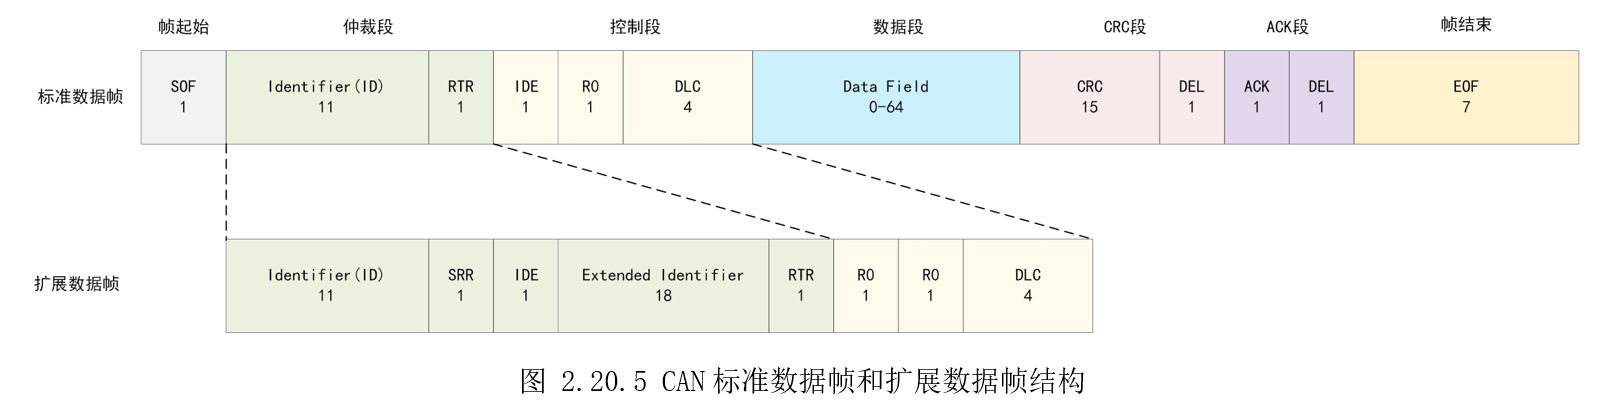 帧起始 仲裁段 控制段 数据段 CRC段 ACK段 帧结束
标准数据帧
SOF Identifier(ID) RTR IDE R0 DLC Data Field CRC DEL ACK DEL EOF
1 11 1 1 1 4 0-64 15 1 1 1 7
扩展数据帧
Identifier(ID) SRR IDE Extended Identifier RTR R0 R0 DLC
11 1 1 18 1 1 1 4
图 2.20.5 CAN 标准数据帧和扩展数据帧结构